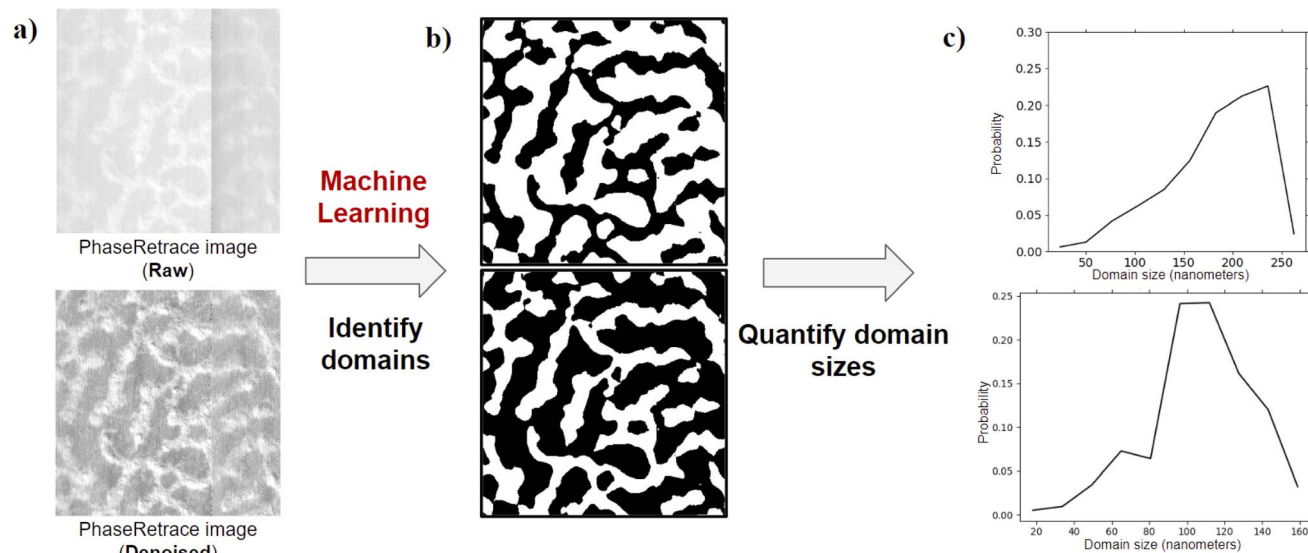 a)
PhaseRetrace image
(Raw)
PhaseRetrace image
(Denoised)
Machine
Learning
Identify
domains
b)
Quantify domain
sizes
c)
0.30
0.25
0.20
0.15
0.10
0.05
0.00
Probability
50
100
150
200
250
Domain size (nanometers)
0.25
0.20
0.15
0.10
0.05
0.00
Probability
20
40
60
80
100
120
140
160
Domain size (nanometers)